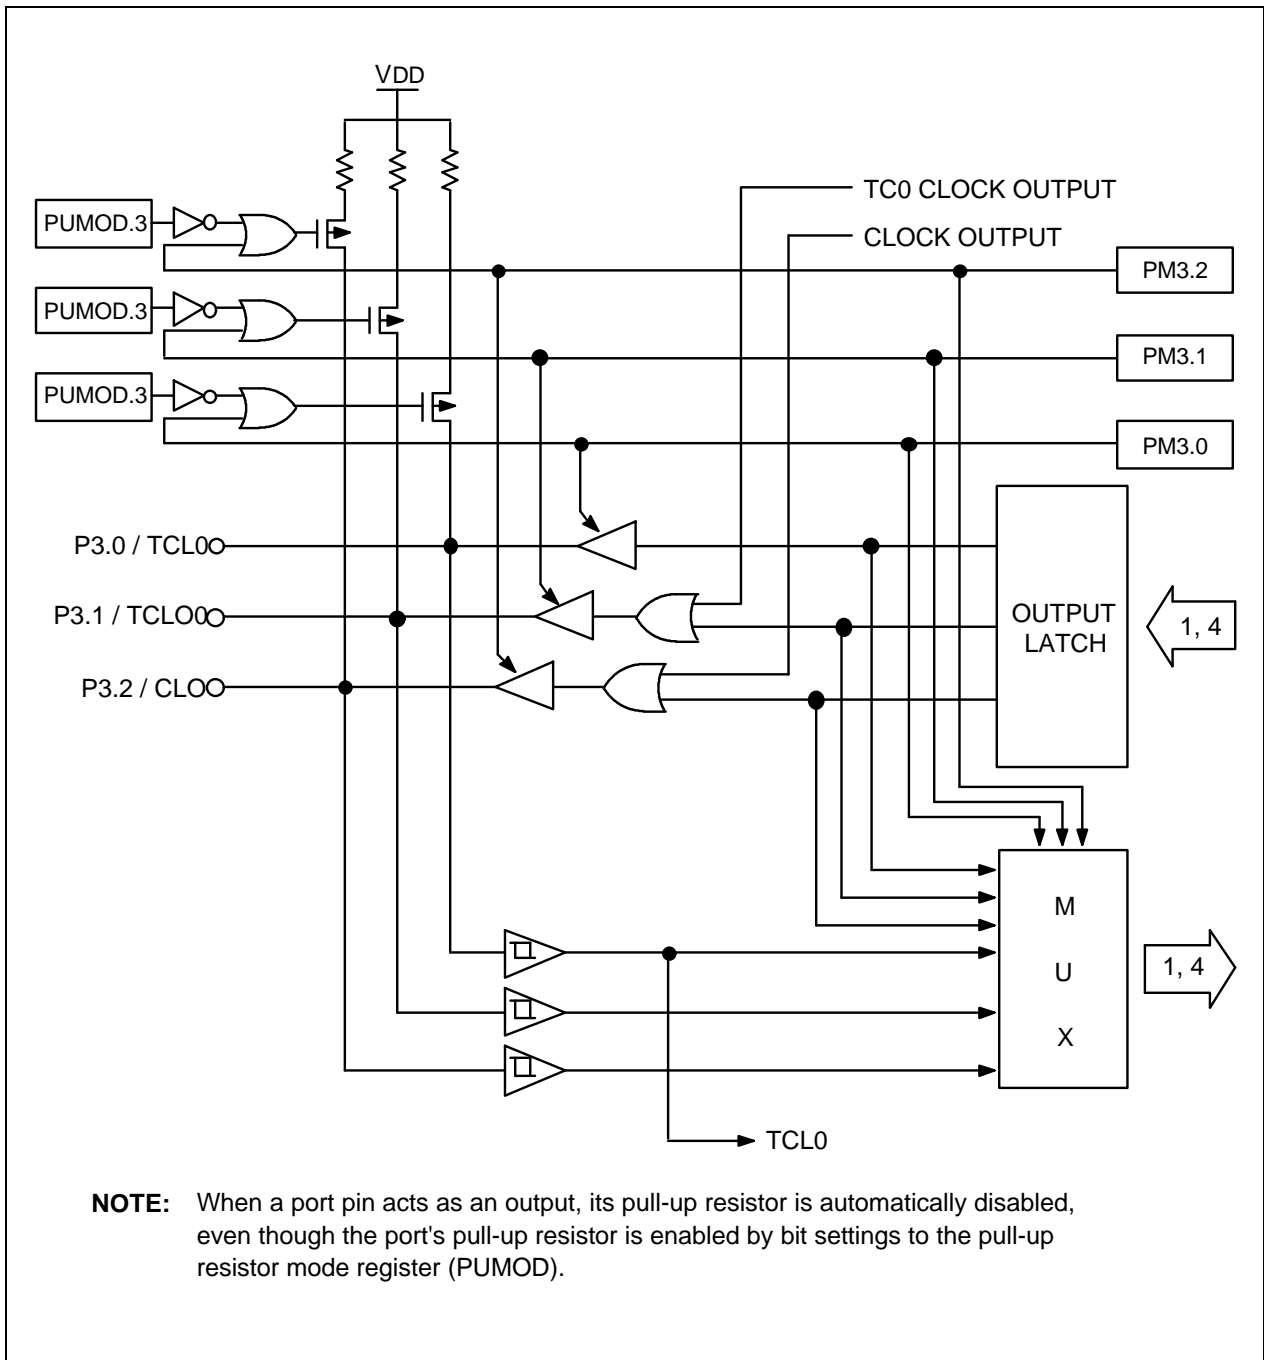 VDD
TC0 CLOCK OUTPUT
PUMOD.3
CLOCK OUTPUT
PM3.2
PUMOD.3
PM3.1
PUMOD.3
PM3.0
P3.0 / TCL0
P3.1 / TCLO0
OUTPUT
LATCH
1, 4
P3.2 / CLO
M
U
X
1, 4
TCL0
NOTE: When a port pin acts as an output, its pull-up resistor is automatically disabled,
even though the port's pull-up resistor is enabled by bit settings to the pull-up
resistor mode register (PUMOD).